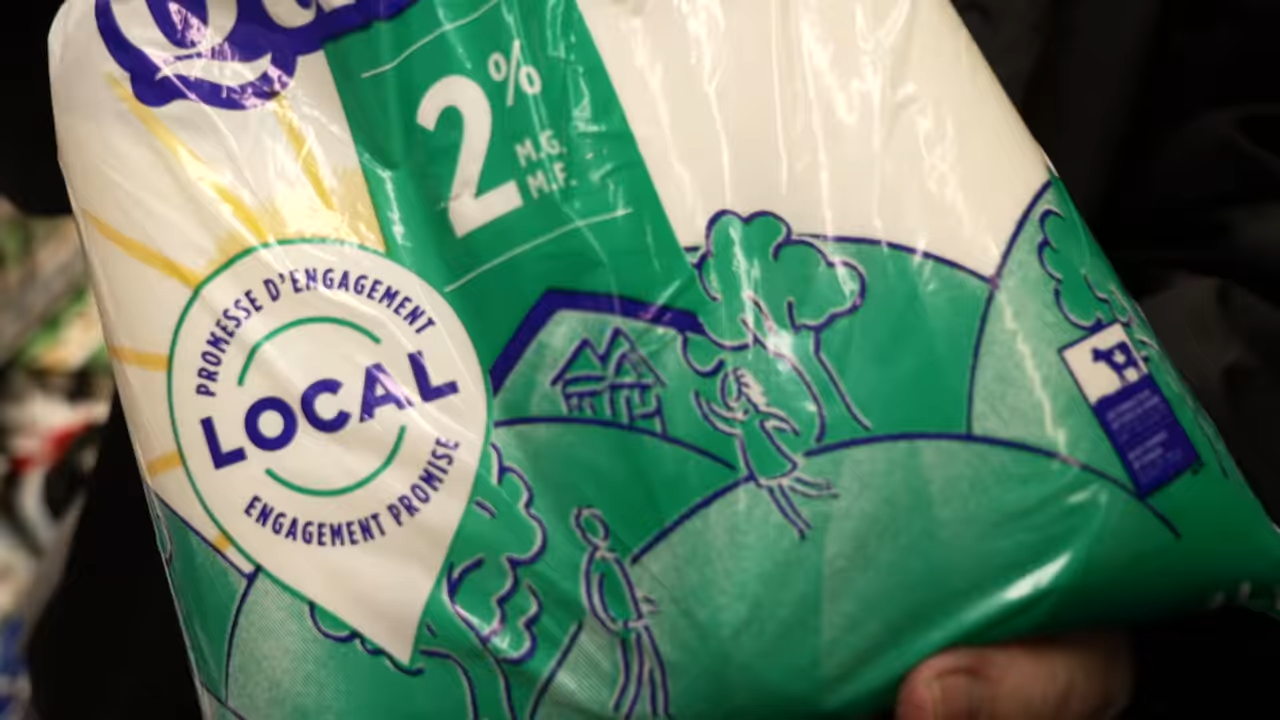 2%
M.G.
M.F.
PROMESSE D'ENGAGEMENT
LOCAL
ENGAGEMENT PROMISE